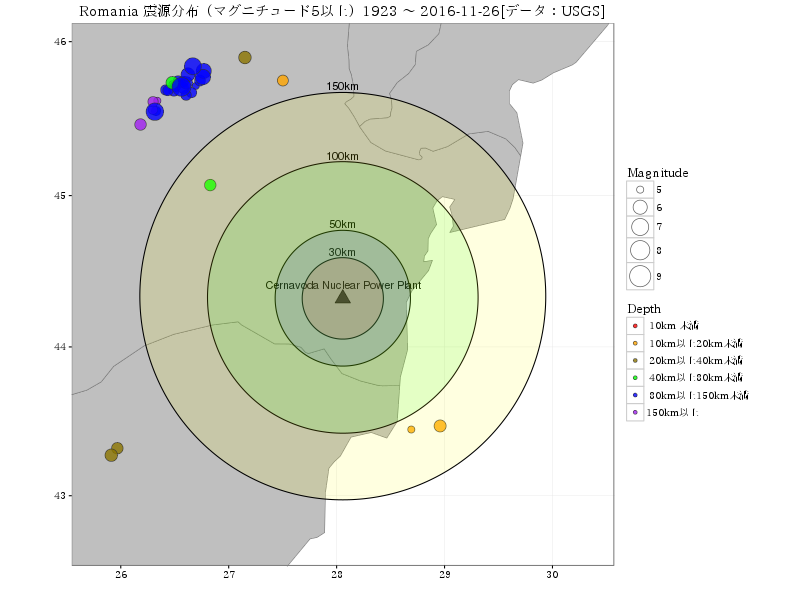 Romania 震源分布（マグニチュード5以上）1923 ～ 2016-11-26[データ：USGS]
46
45
44
43
26
27
28
29
30
150km
100km
50km
30km
Cernavoda Nuclear Power Plant
Magnitude
5
6
7
8
9
Depth
10km 未満
10km以上20km未満
20km以上40km未満
40km以上80km未満
80km以上150km未満
150km以上